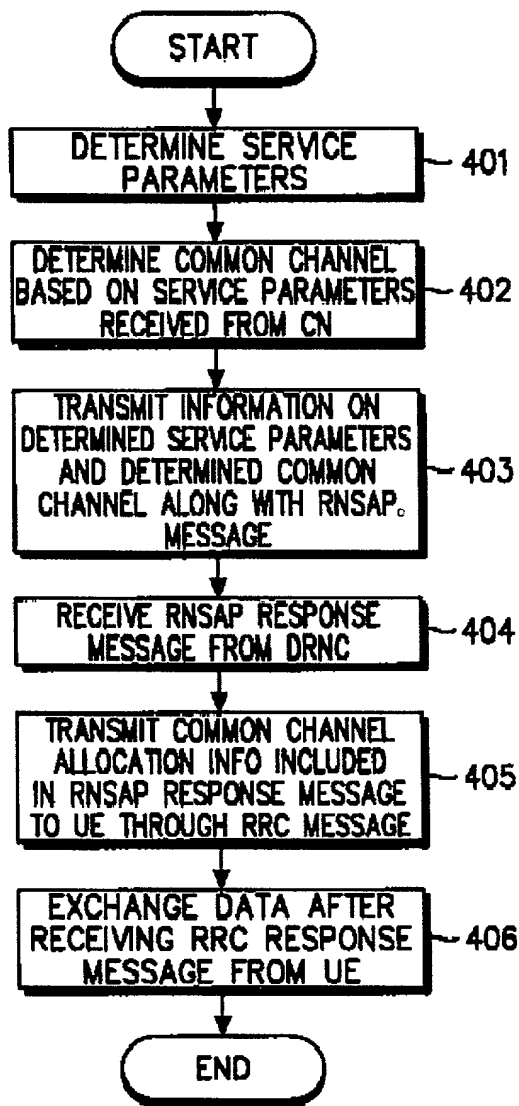 START
DETERMINE SERVICE
PARAMETERS
401
DETERMINE COMMON CHANNEL
BASED ON SERVICE PARAMETERS
RECEIVED FROM CN
402
TRANSMIT INFORMATION ON
DETERMINED SERVICE PARAMETERS
AND DETERMINED COMMON
CHANNEL ALONG WITH RNSAP
MESSAGE
403
RECEIVE RNSAP RESPONSE
MESSAGE FROM DRNC
404
TRANSMIT COMMON CHANNEL
ALLOCATION INFO INCLUDED
IN RNSAP RESPONSE MESSAGE
TO UE THROUGH RRC MESSAGE
405
EXCHANGE DATA AFTER
RECEIVING RRC RESPONSE
MESSAGE FROM UE
406
END